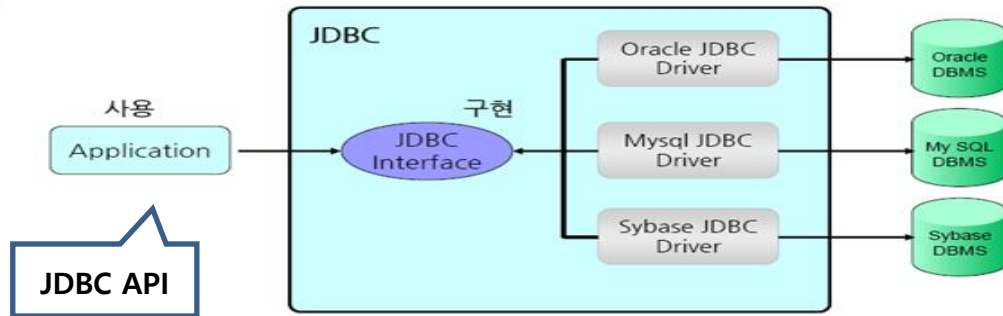 JDBC
Oracle JDBC
Driver
Oracle
DBMS
사용
구현
Application
JDBC
Interface
Mysql JDBC
Driver
My SQL
DBMS
Sybase JDBC
Driver
Sybase
DBMS
JDBC API